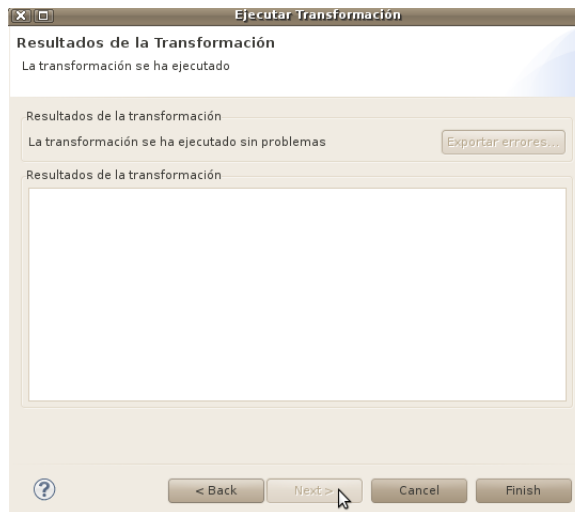 Ejecutar Transformación
Resultados de la Transformación
La transformación se ha ejecutado
Resultados de la transformación
La transformación se ha ejecutado sin problemas
Exportar errores...
Resultados de la transformación
?
< Back
Next >
Cancel
Finish